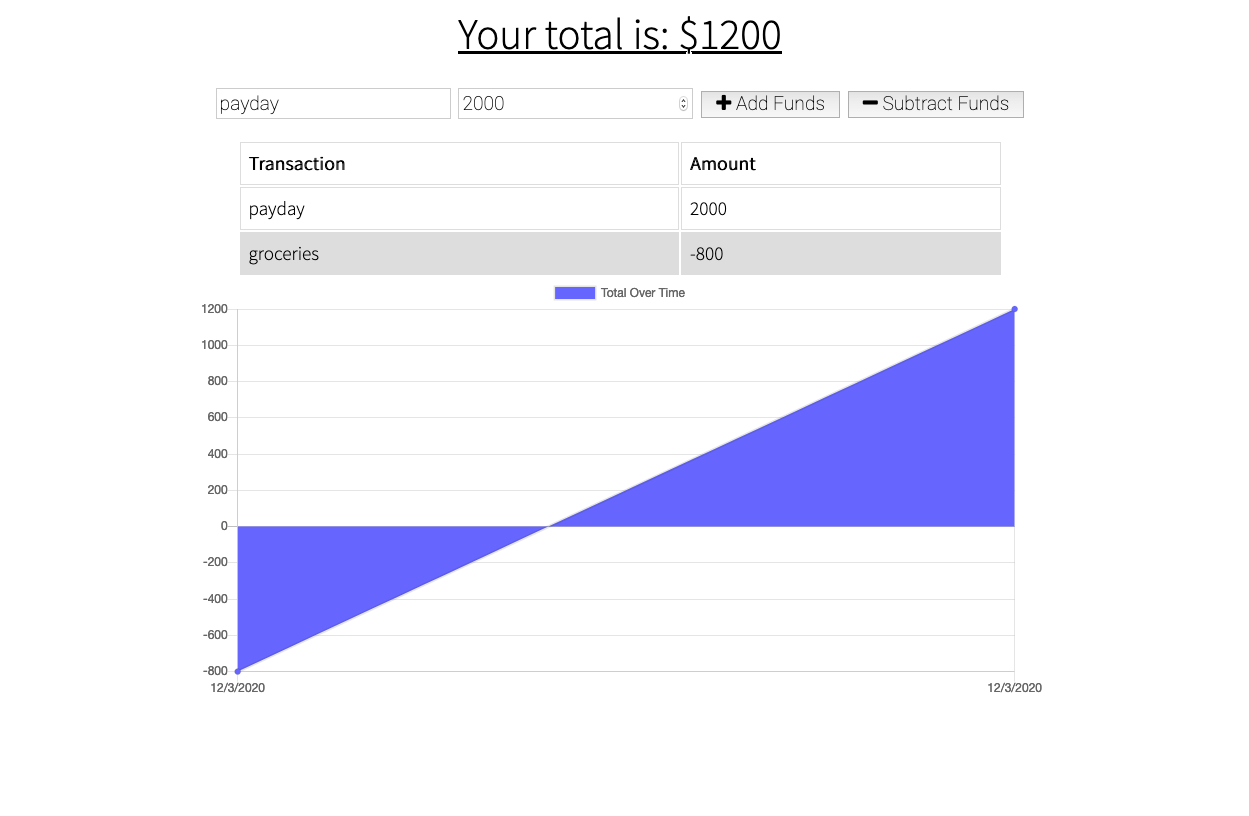 Your total is: $1200
payday 2000 Add Funds Subtract Funds
Transaction Amount
payday 2000
groceries -800
Total Over Time
1200
1000
800
600
400
200
0
-200
-400
-600
-800
12/3/2020 12/3/2020